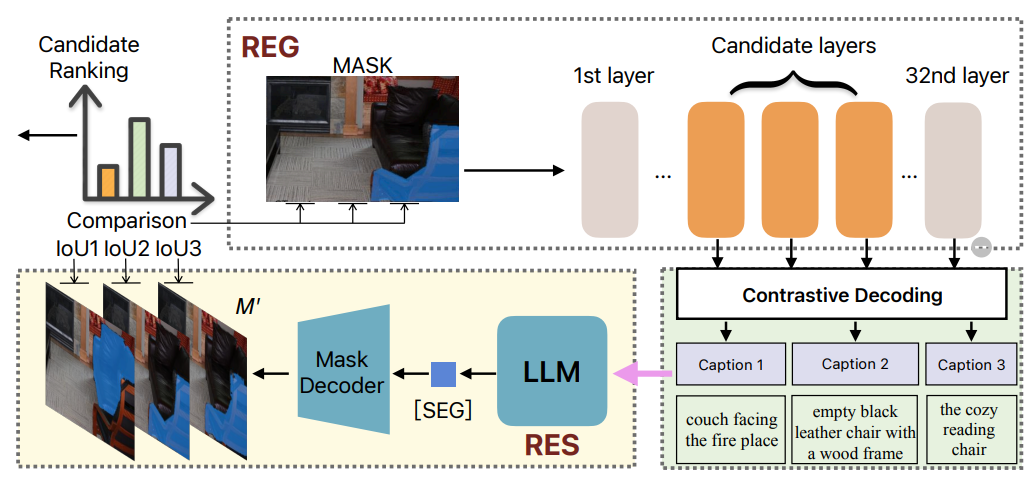 Candidate
Ranking
REG
MASK
1st layer
Candidate layers
32nd layer
...
...
Comparison
IoU1 IoU2 IoU3
M'
Mask
Decoder
[SEG]
LLM
RES
Contrastive Decoding
Caption 1
Caption 2
Caption 3
couch facing
the fire place
empty black
leather chair with
a wood frame
the cozy
reading
chair